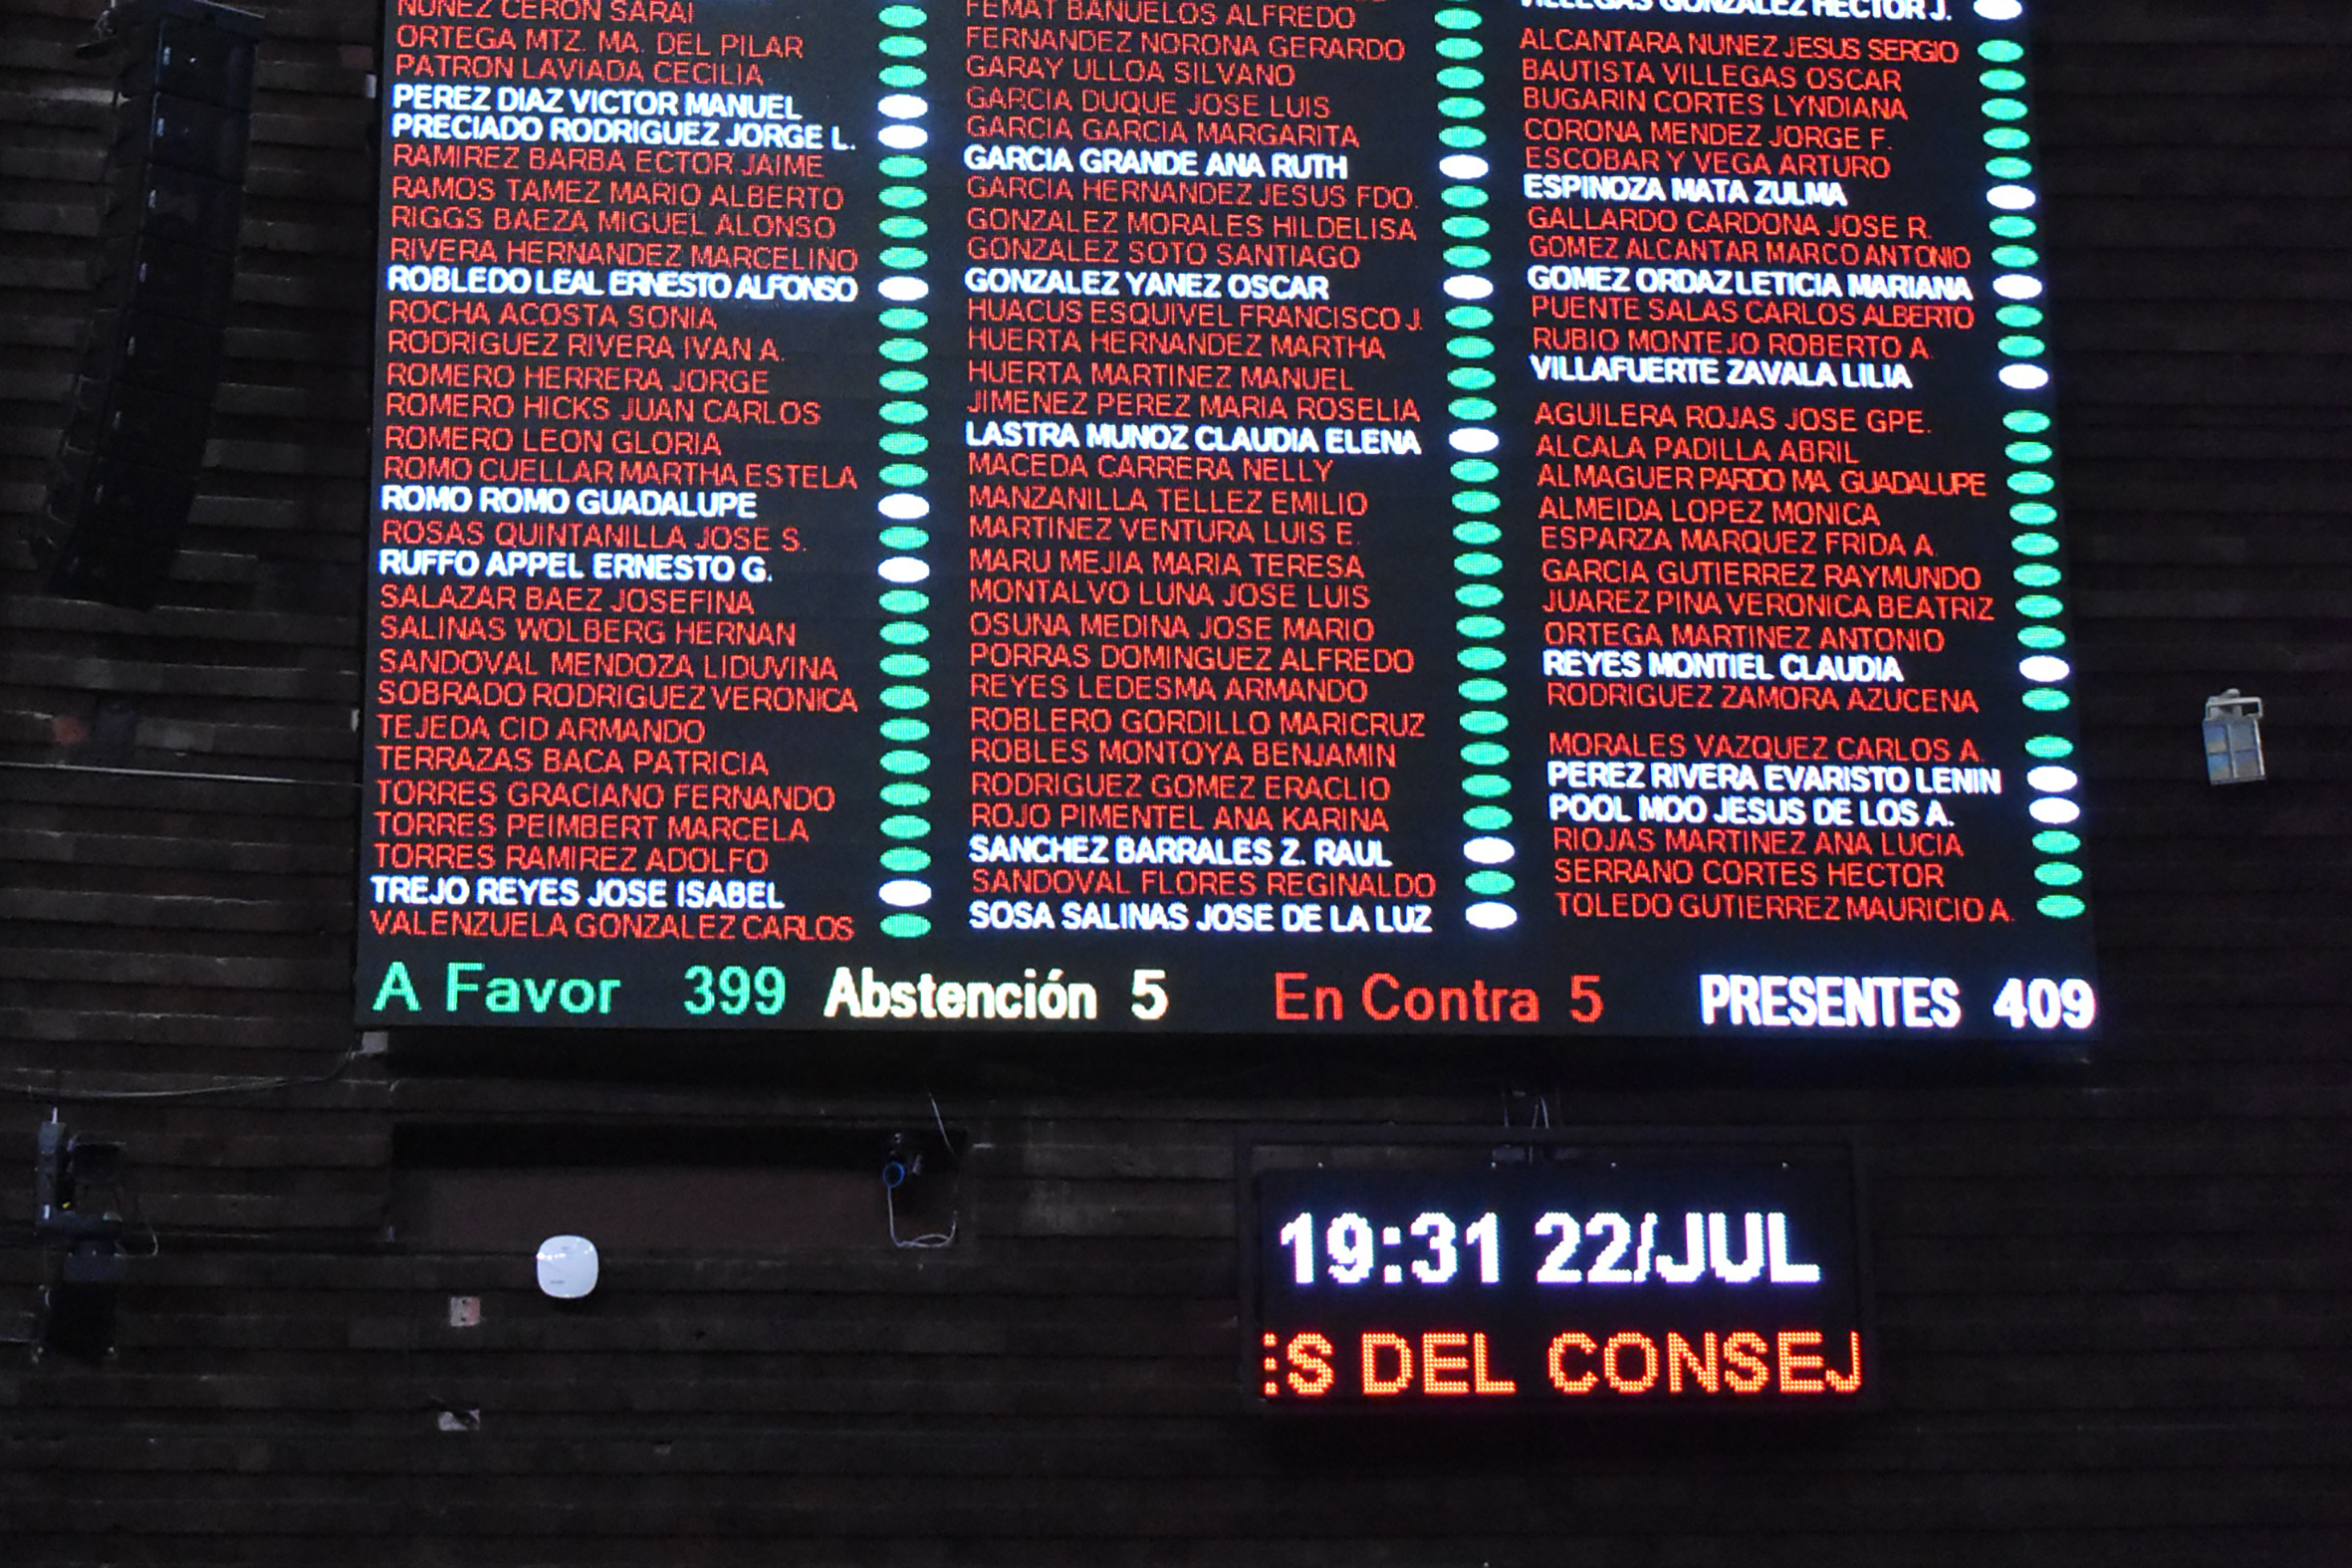 NUNEZ CERON SARAI
ORTEGA MTZ. MA. DEL PILAR
PATRON LAVIADA CECILIA
PEREZ DIAZ VICTOR MANUEL
PRECIADO RODRIGUEZ JORGE L.
RAMIREZ BARBA ECTOR JAIME
RAMOS TAMEZ MARIO ALBERTO
RIGGS BAEZA MIGUEL ALONSO
RIVERA HERNANDEZ MARCELINO
ROBLEDO LEAL ERNESTO ALFONSO
ROCHA ACOSTA SONIA
RODRIGUEZ RIVERA IVAN A.
ROMERO HERRERA JORGE
ROMERO HICKS JUAN CARLOS
ROMERO LEON GLORIA
ROMO CUELLAR MARTHA ESTELA
ROMO ROMO GUADALUPE
ROSAS QUINTANILLA JOSE S.
RUFFO APPEL ERNESTO G.
SALAZAR BAEZ JOSEFINA
SALINAS WOLBERG HERNAN
SANDOVAL MENDOZA LIDUVINA
SOBRADO RODRIGUEZ VERONICA
TEJEDA CID ARMANDO
TERRAZAS BACA PATRICIA
TORRES GRACIANO FERNANDO
TORRES PEIMBERT MARCELA
TORRES RAMIREZ ADOLFO
TREJO REYES JOSE ISABEL
VALENZUELA GONZALEZ CARLOS
FEMAT BANUELOS ALFREDO
FERNANDEZ NORONA GERARDO
GARAY ULLOA SILVANO
GARCIA DUQUE JOSE LUIS
GARCIA GARCIA MARGARITA
GARCIA GRANDE ANA RUTH
GARCIA HERNANDEZ JESUS FDO.
GONZALEZ MORALES HILDELISA
GONZALEZ SOTO SANTIAGO
GONZALEZ YANEZ OSCAR
HUACUS ESQUIVEL FRANCISCO J.
HUERTA HERNANDEZ MARTHA
HUERTA MARTINEZ MANUEL
JIMENEZ PEREZ MARIA ROSELIA
LASTRA MUNOZ CLAUDIA ELENA
MACEDA CARRERA NELLY
MANZANILLA TELLEZ EMILIO
MARTINEZ VENTURA LUIS E.
MARU MEJIA MARIA TERESA
MONTALVO LUNA JOSE LUIS
OSUNA MEDINA JOSE MARIO
PORRAS DOMINGUEZ ALFREDO
REYES LEDESMA ARMANDO
ROBLERO GORDILLO MARICRUZ
ROBLES MONTOYA BENJAMIN
RODRIGUEZ GOMEZ ERACLIO
ROJO PIMENTEL ANA KARINA
SANCHEZ BARRALES Z. RAUL
SANDOVAL FLORES REGINALDO
SOSA SALINAS JOSE DE LA LUZ
VILLEGAS GONZALEZ HECTOR J.
ALCANTARA NUNEZ JESUS SERGIO
BAUTISTA VILLEGAS OSCAR
BUGARIN CORTES LYNDIANA
CORONA MENDEZ JORGE F.
ESCOBAR Y VEGA ARTURO
ESPINOZA MATA ZULMA
GALLARDO CARDONA JOSE R.
GOMEZ ALCANTAR MARCO ANTONIO
GOMEZ ORDAZ LETICIA MARIANA
PUENTE SALAS CARLOS ALBERTO
RUBIO MONTEJO ROBERTO A.
VILLAFUERTE ZAVALA LILIA
AGUILERA ROJAS JOSE GPE.
ALCALA PADILLA ABRIL
ALMAGUER PARDO MA. GUADALUPE
ALMEIDA LOPEZ MONICA
ESPARZA MARQUEZ FRIDA A.
GARCIA GUTIERREZ RAYMUNDO
JUAREZ PINA VERONICA BEATRIZ
ORTEGA MARTINEZ ANTONIO
REYES MONTIEL CLAUDIA
RODRIGUEZ ZAMORA AZUCENA
MORALES VAZQUEZ CARLOS A.
PEREZ RIVERA EVARISTO LENIN
POOL MOO JESUS DE LOS A.
RIOJAS MARTINEZ ANA LUCIA
SERRANO CORTES HECTOR
TOLEDO GUTIERREZ MAURICIO A.
A Favor 399 Abstención 5 En Contra 5 PRESENTES 409
19:31 22/JUL
ES DEL CONSEJ